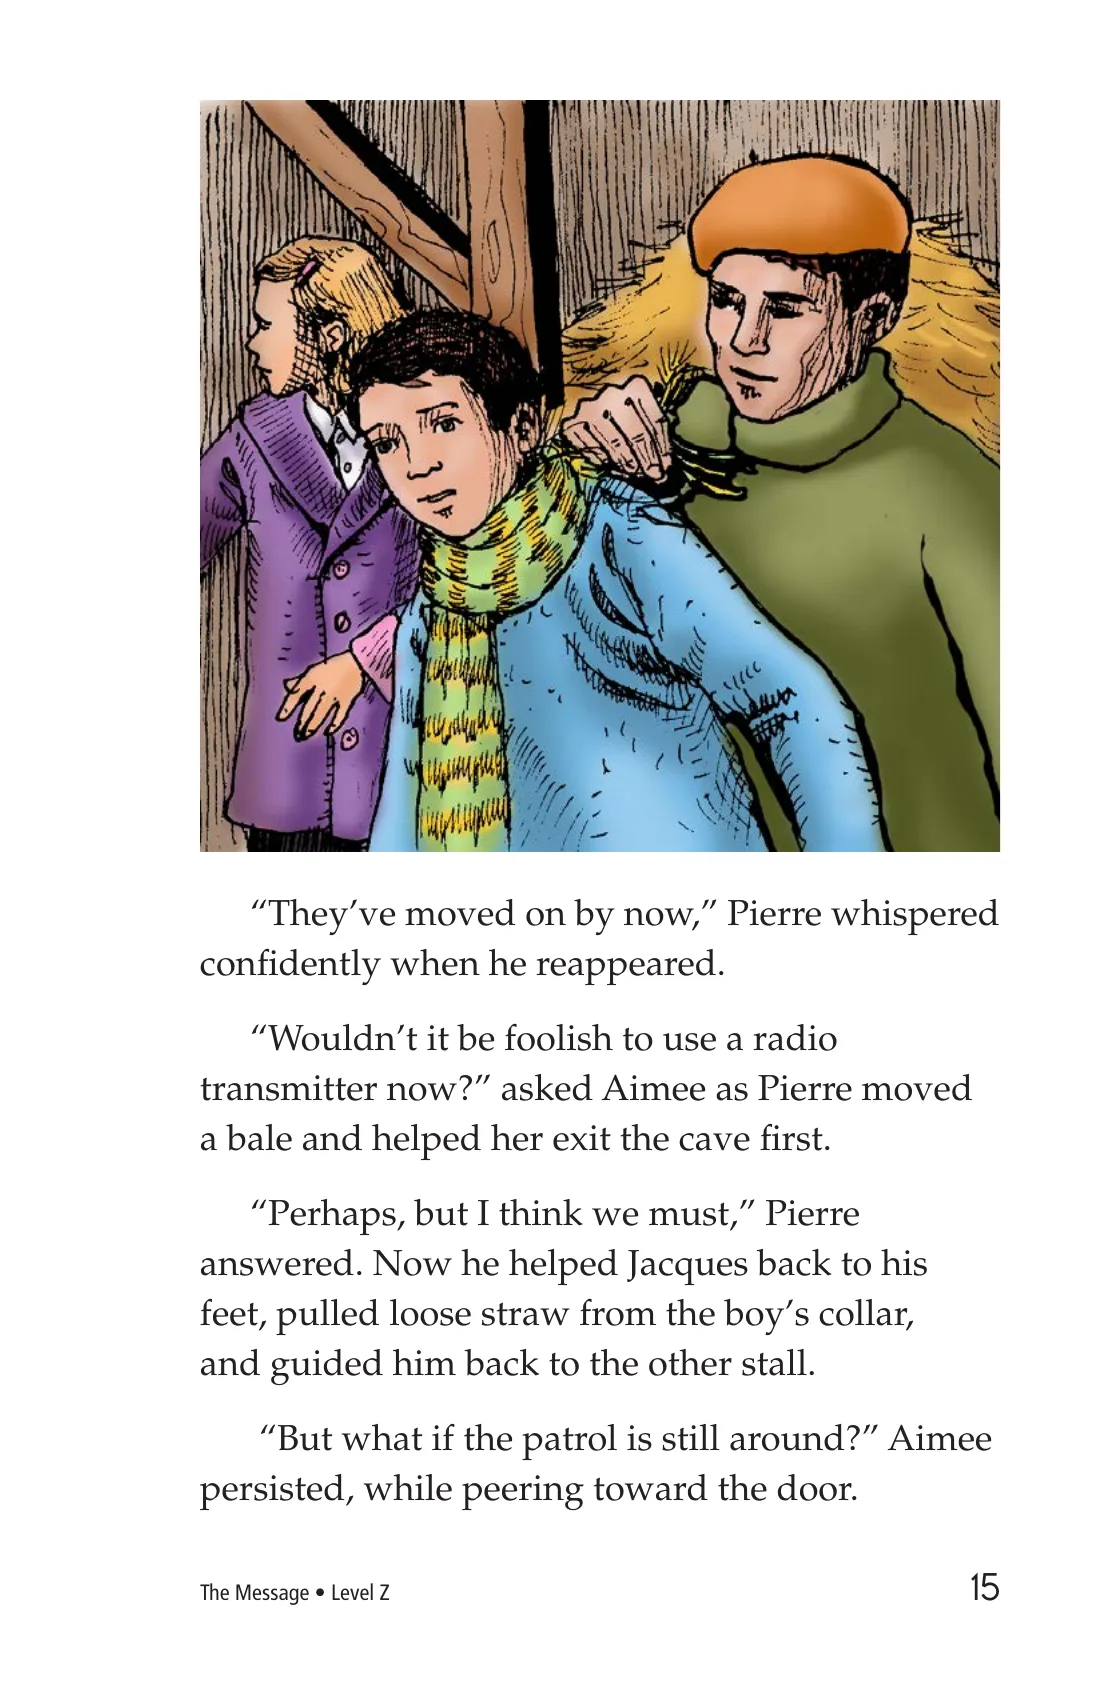 “They’ve moved on by now,” Pierre whispered
confidently when he reappeared.
“Wouldn’t it be foolish to use a radio
transmitter now?” asked Aimee as Pierre moved
a bale and helped her exit the cave first.
“Perhaps, but I think we must,” Pierre
answered. Now he helped Jacques back to his
feet, pulled loose straw from the boy’s collar,
and guided him back to the other stall.
“But what if the patrol is still around?” Aimee
persisted, while peering toward the door.
The Message • Level Z
15